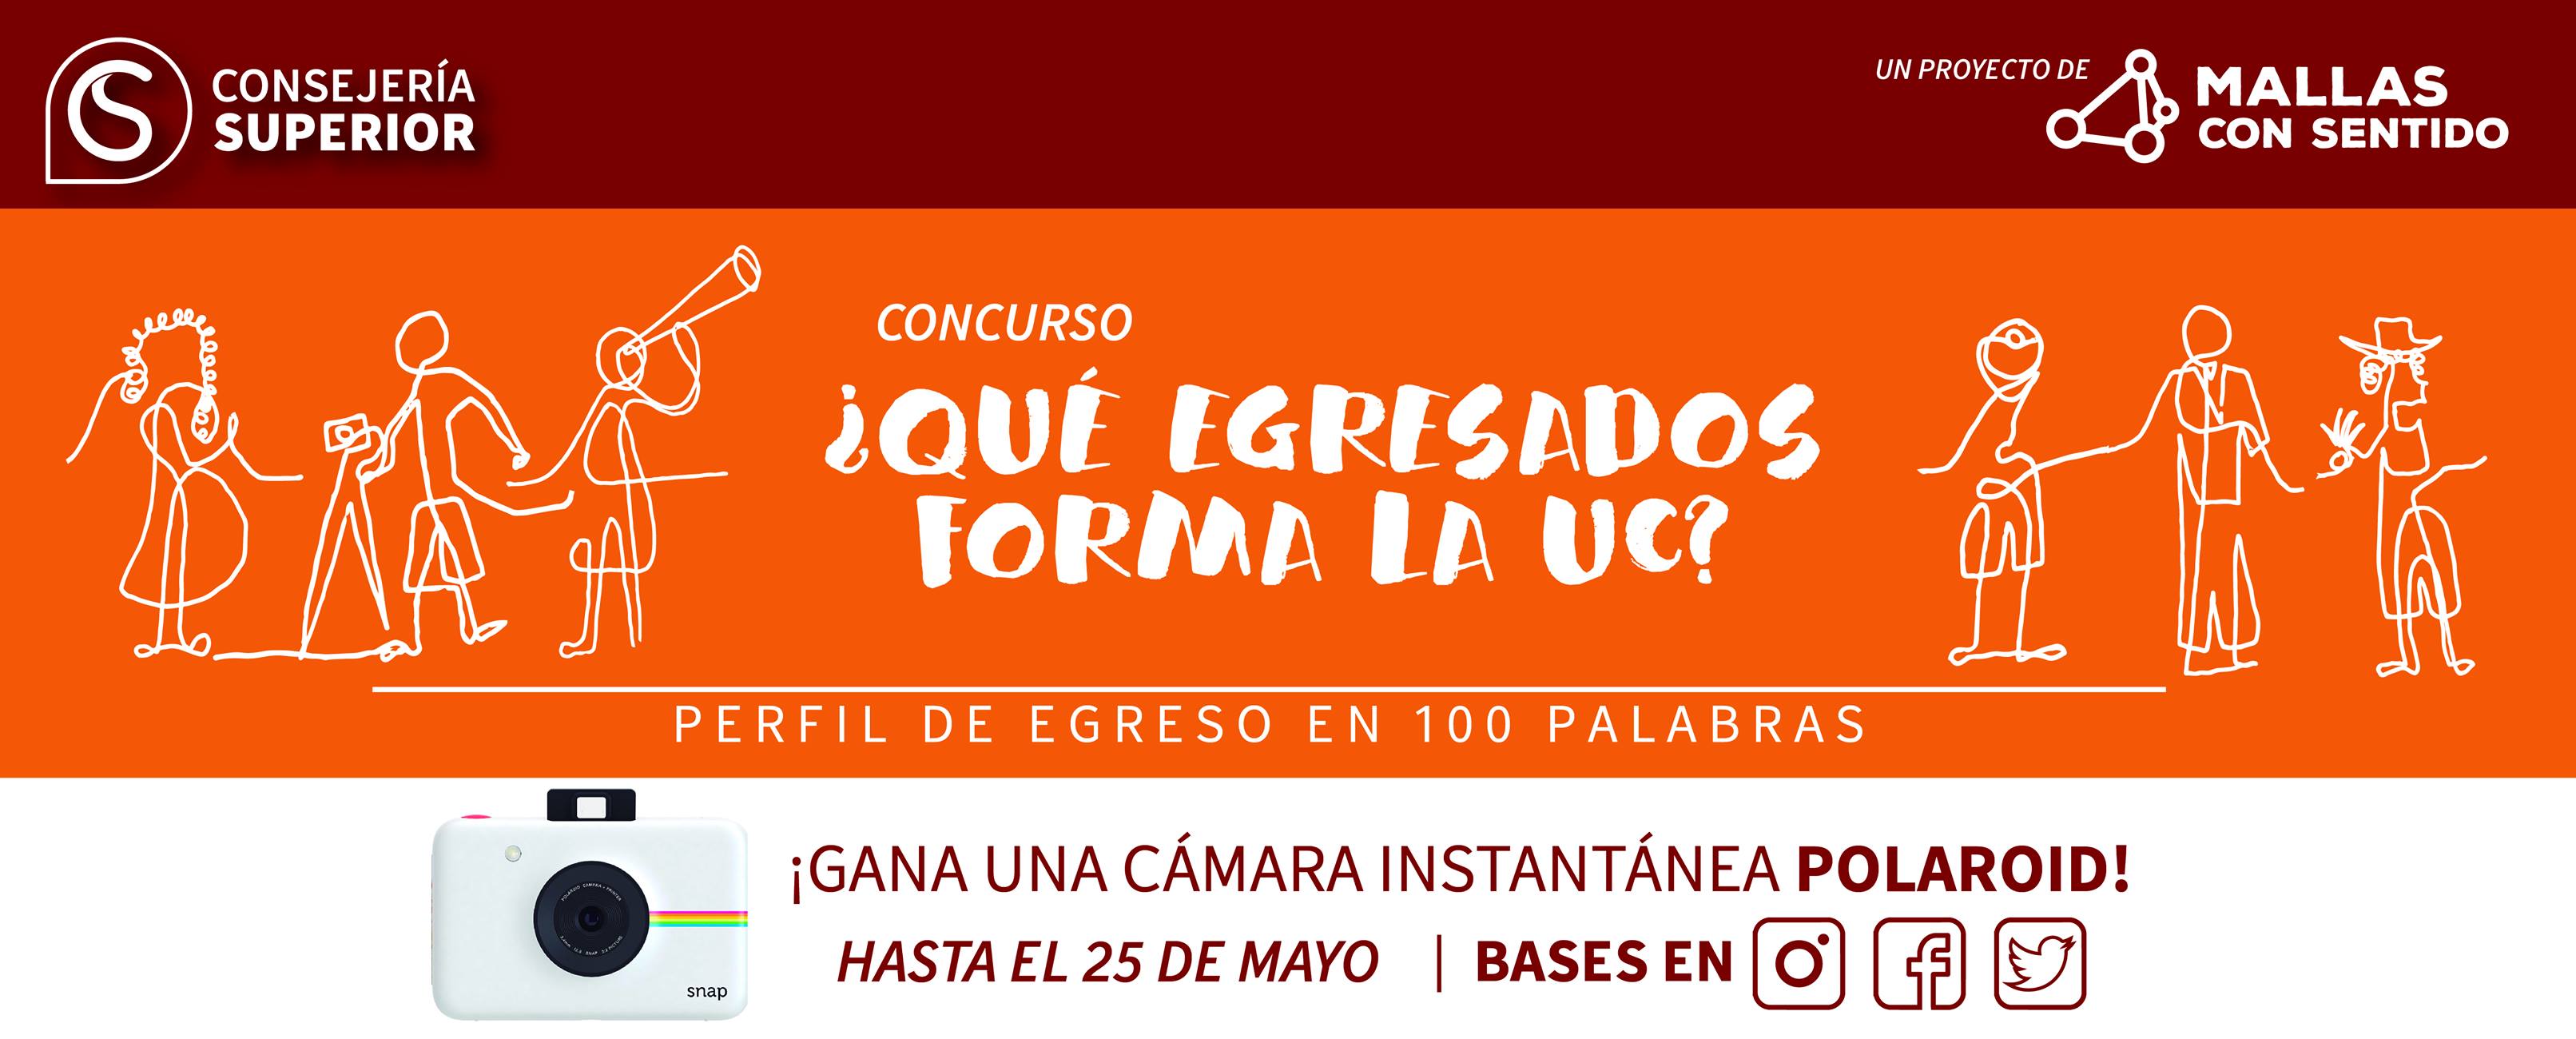 CONSEJERÍA
SUPERIOR
UN PROYECTO DE
MALLAS
CON SENTIDO
CONCURSO
¿QUÉ EGRESADOS
FORMA LA UC?
PERFIL DE EGRESO EN 100 PALABRAS
¡GANA UNA CÁMARA INSTANTÁNEA POLAROID!
HASTA EL 25 DE MAYO | BASES EN
snap